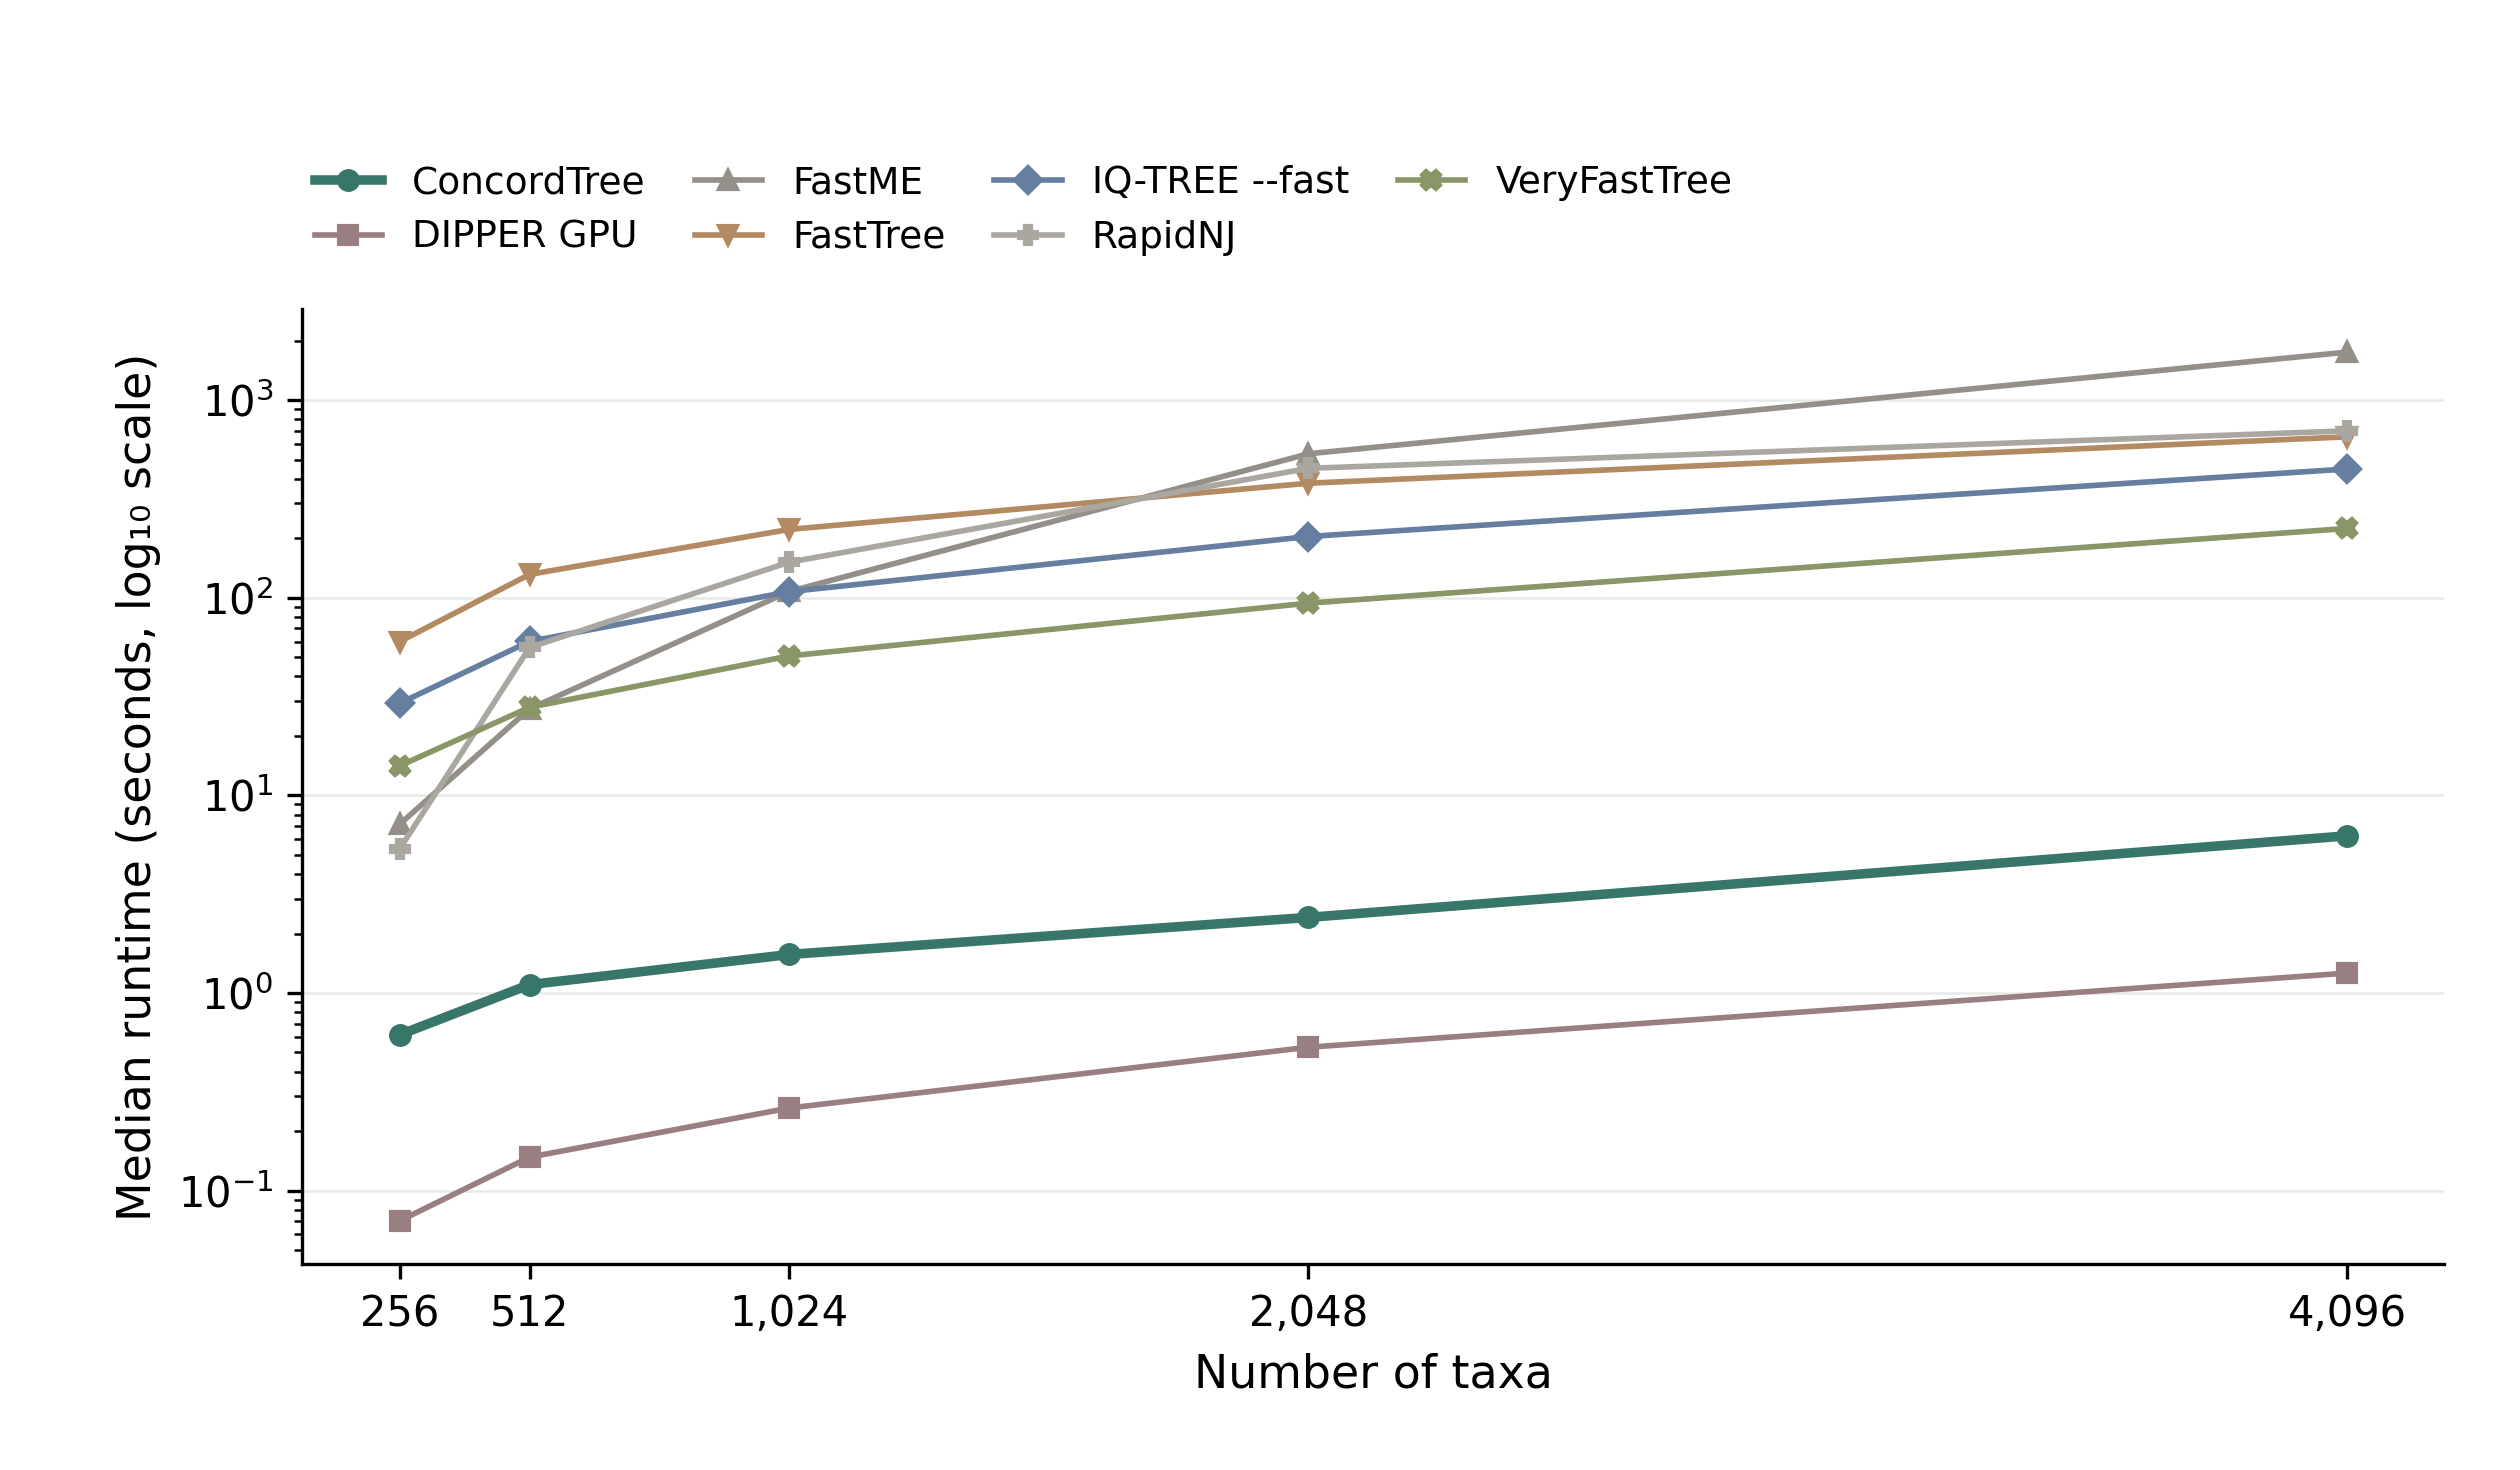 ConcordTree
DIPPER GPU
FastME
FastTree
IQ-TREE --fast
RapidNJ
VeryFastTree
Median runtime (seconds, log₁₀ scale)
10³
10²
10¹
10⁰
10⁻¹
256 512 1,024 2,048 4,096
Number of taxa